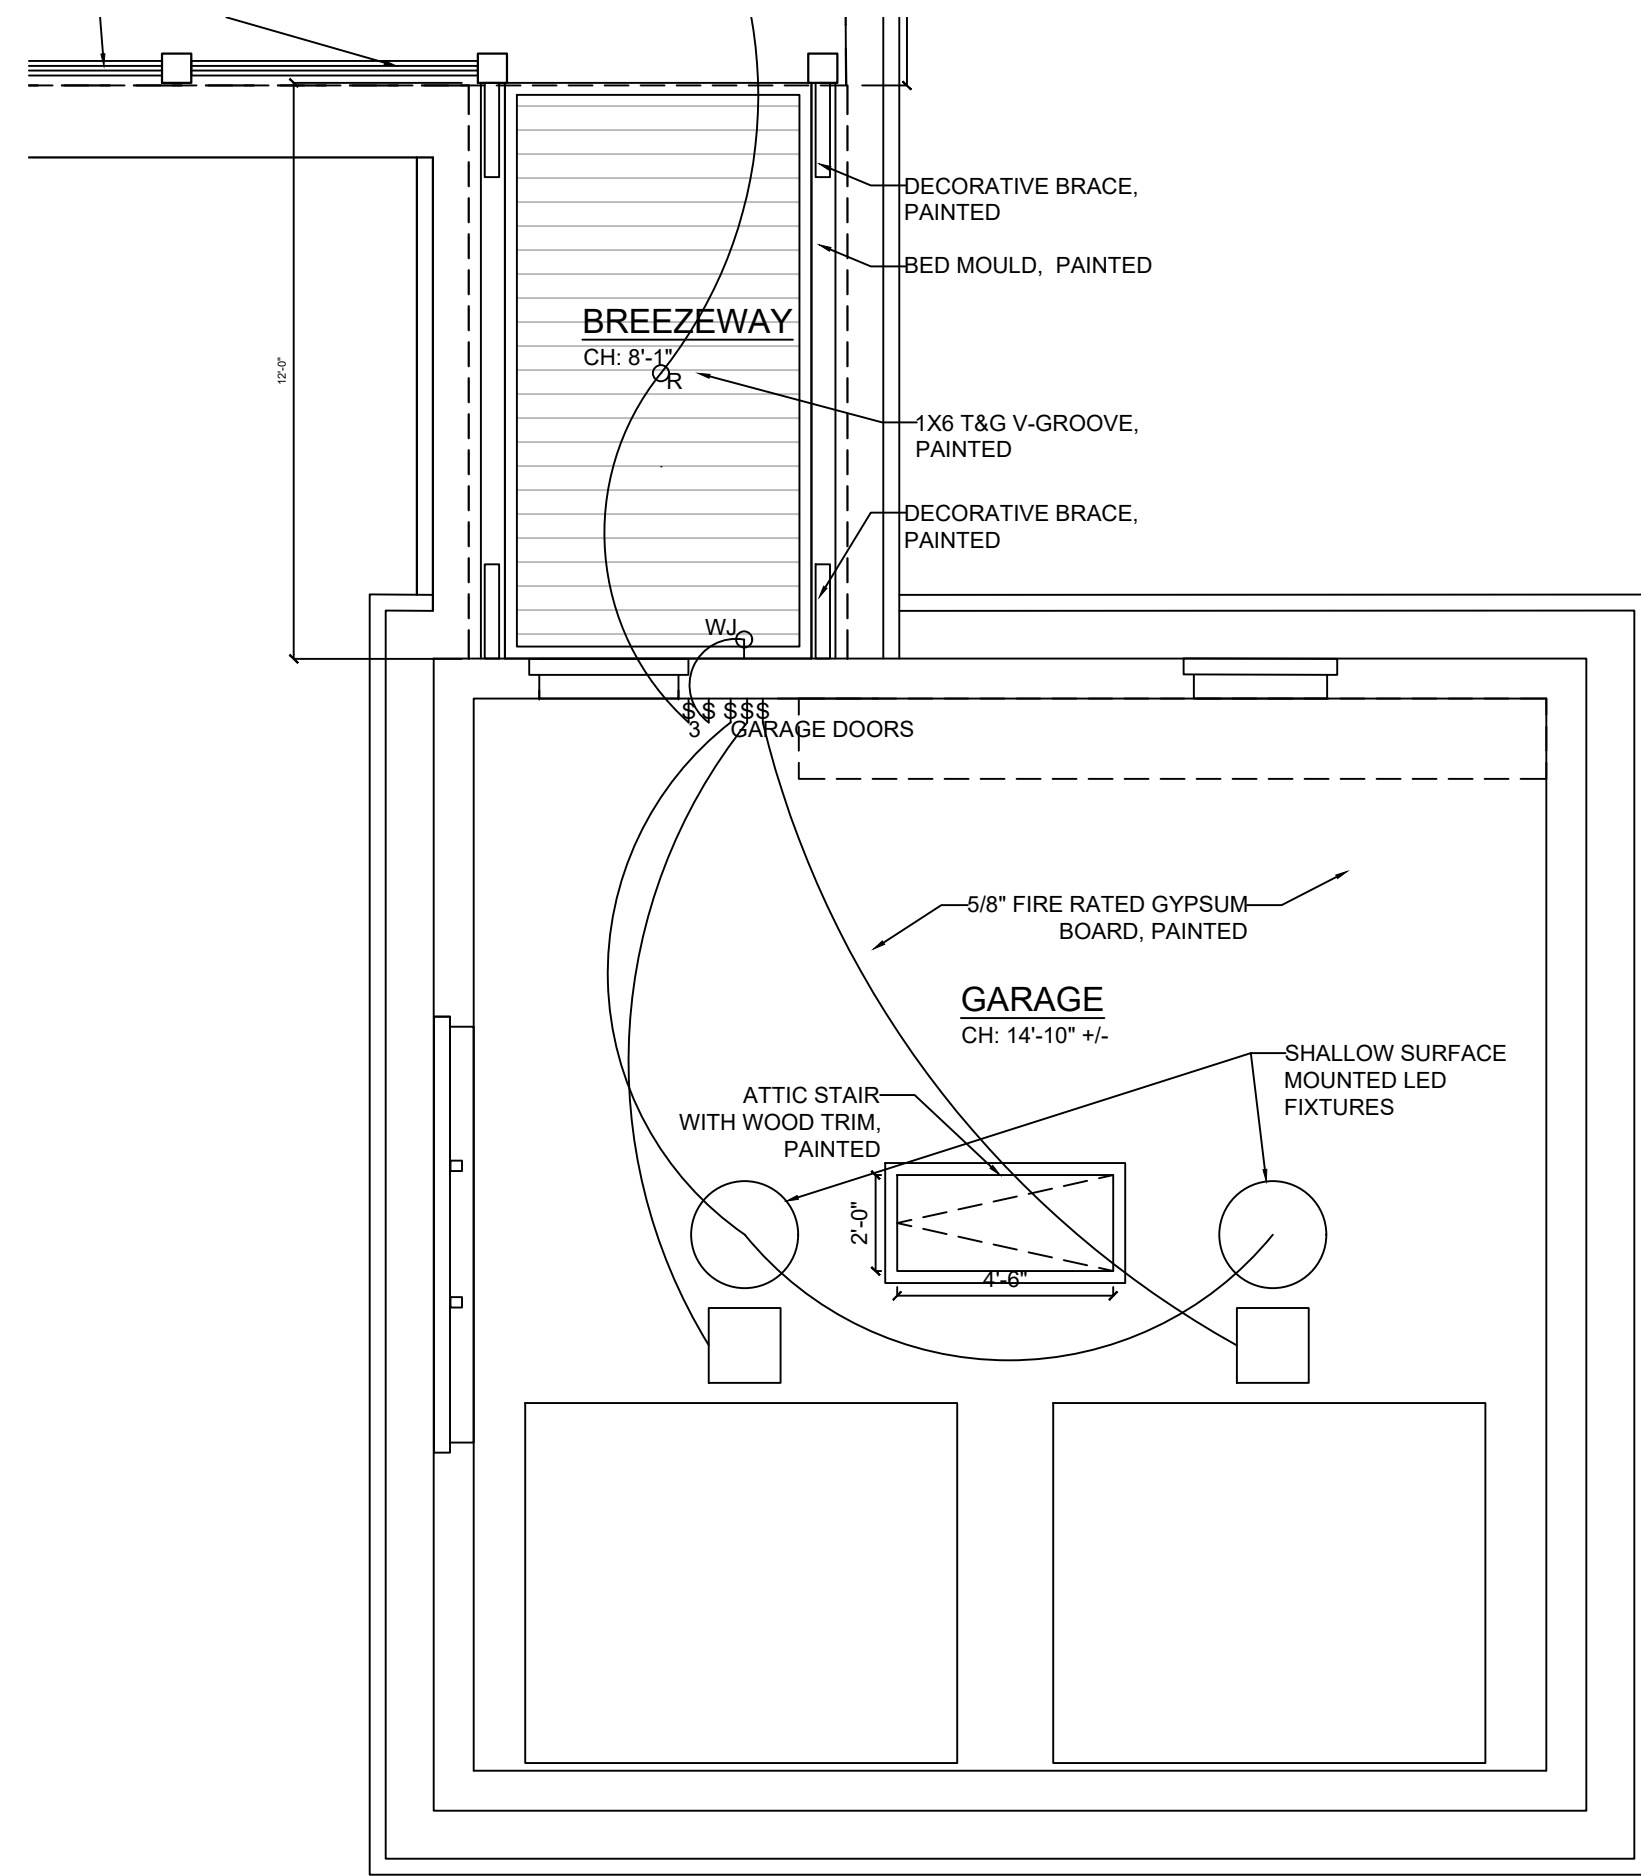 DECORATIVE BRACE,
PAINTED
BED MOULD, PAINTED
BREEZEWAY
CH: 8'-1"
R
12'-0"
1X6 T&G V-GROOVE,
PAINTED
DECORATIVE BRACE,
PAINTED
WJ
$ $ $$$
3 GARAGE DOORS
5/8" FIRE RATED GYPSUM
BOARD, PAINTED
GARAGE
CH: 14'-10" +/-
SHALLOW SURFACE
MOUNTED LED
FIXTURES
ATTIC STAIR
WITH WOOD TRIM,
PAINTED
2'-0"
4'-6"